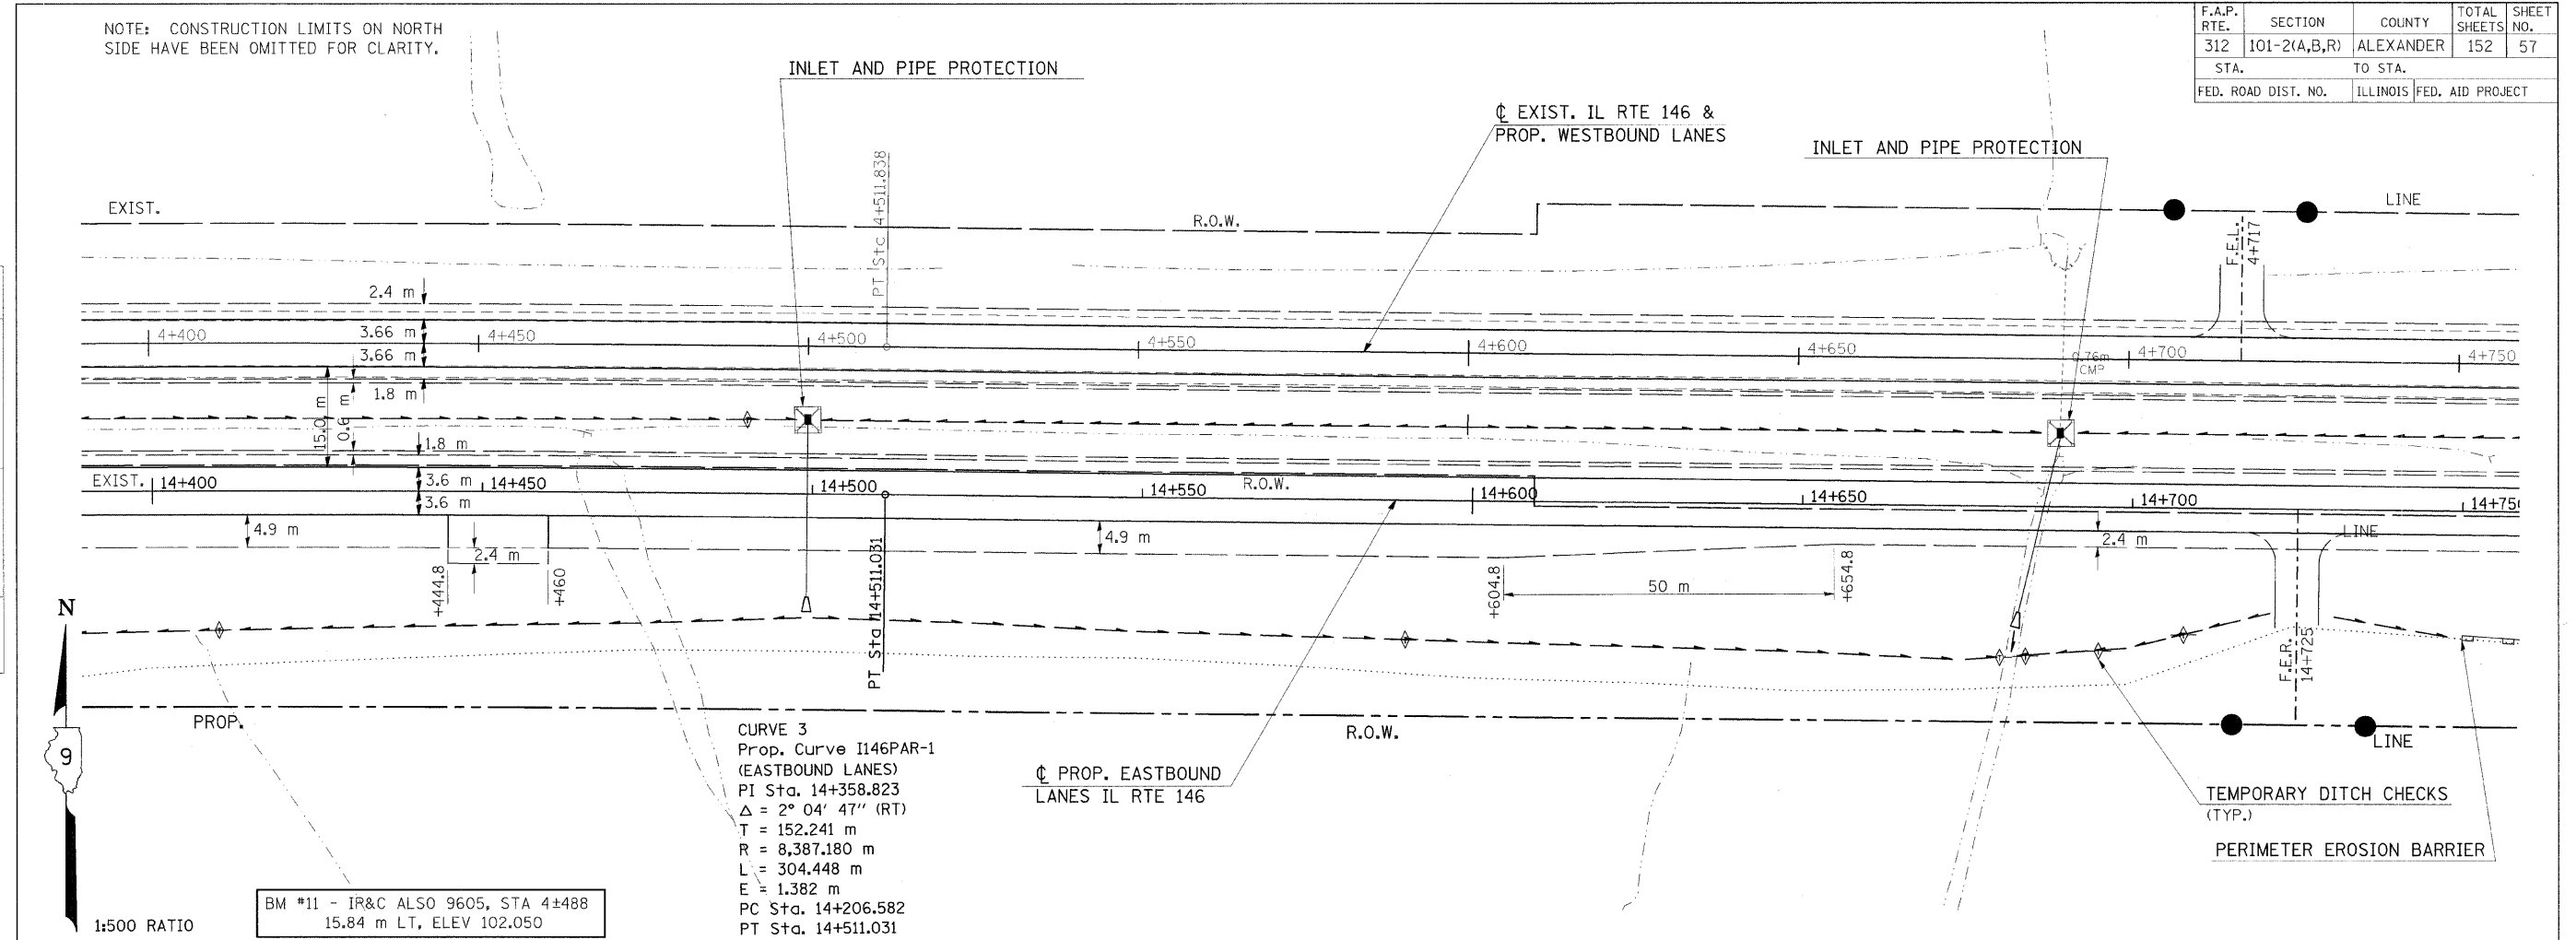 NOTE: CONSTRUCTION LIMITS ON NORTH
SIDE HAVE BEEN OMITTED FOR CLARITY.
F.A.P. RTE. SECTION COUNTY TOTAL SHEETS SHEET NO.
312 101-2(A,B,R) ALEXANDER 152 57
STA. TO STA.
FED. ROAD DIST. NO. ILLINOIS FED. AID PROJECT
INLET AND PIPE PROTECTION
℄ EXIST. IL RTE 146 &
PROP. WESTBOUND LANES
INLET AND PIPE PROTECTION
EXIST.
R.O.W.
LINE
PT Sta 4+511.838
F.E.L.
4+717
2.4 m
3.66 m
3.66 m
1.8 m
4+400
4+450
4+500
4+550
4+600
4+650
4+700
4+750
0.76m
CMP
15.0 m
0.6 m
1.8 m
EXIST.
R.O.W.
LINE
14+400
14+450
14+500
14+550
14+600
14+650
14+700
14+75
3.6 m
3.6 m
4.9 m
2.4 m
4.9 m
2.4 m
+444.8
+460
PT Sta 14+511.031
+604.8
50 m
+654.8
F.E.R.
14+725
N
9
PROP.
R.O.W.
LINE
CURVE 3
Prop. Curve I146PAR-1
(EASTBOUND LANES)
PI Sta. 14+358.823
Δ = 2° 04' 47'' (RT)
T = 152.241 m
R = 8,387.180 m
L = 304.448 m
E = 1.382 m
PC Sta. 14+206.582
PT Sta. 14+511.031
℄ PROP. EASTBOUND
LANES IL RTE 146
TEMPORARY DITCH CHECKS
(TYP.)
PERIMETER EROSION BARRIER
BM #11 - IR&C ALSO 9605, STA 4±488
15.84 m LT, ELEV 102.050
1:500 RATIO